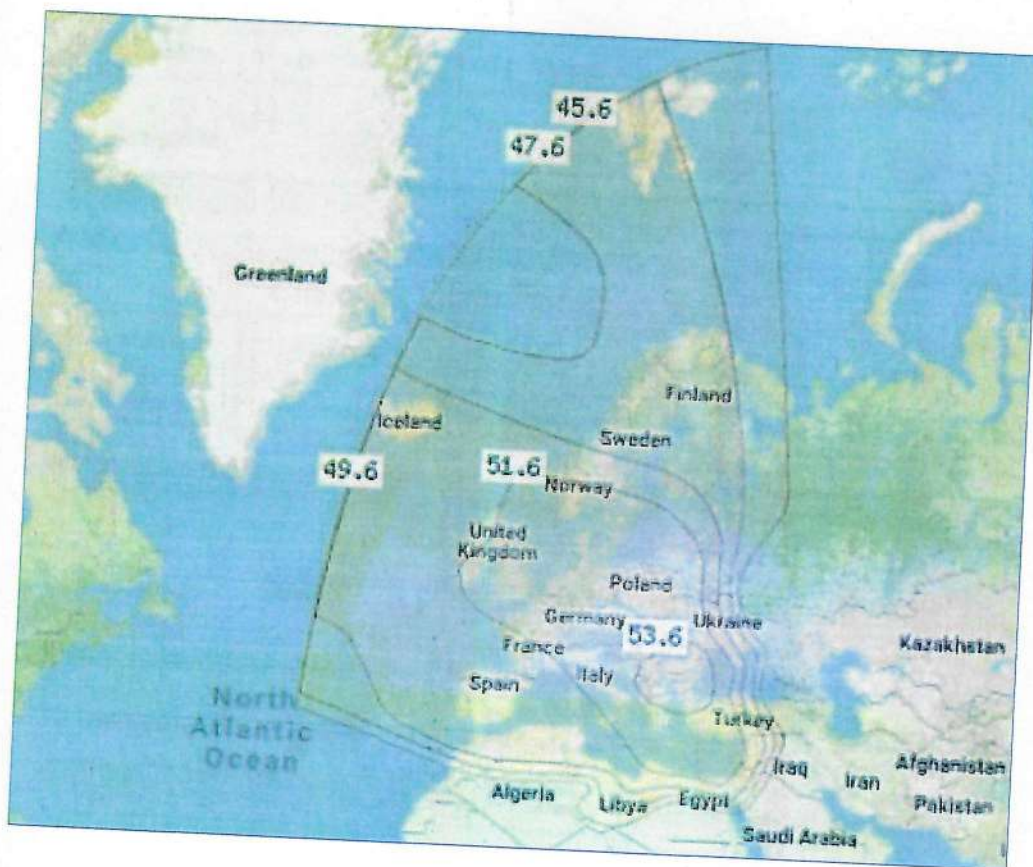 45.6
47.6
Greenland
Finland
Iceland
Sweden
49.6
51.6
Norway
United
Kingdom
Poland
Germany
Ukraine
53.6
France
Kazakhstan
Italy
Spain
North
Atlantic
Ocean
Turkey
Iraq
Iran
Afghanistan
Algeria
Libya
Egypt
Pakistan
Saudi Arabia